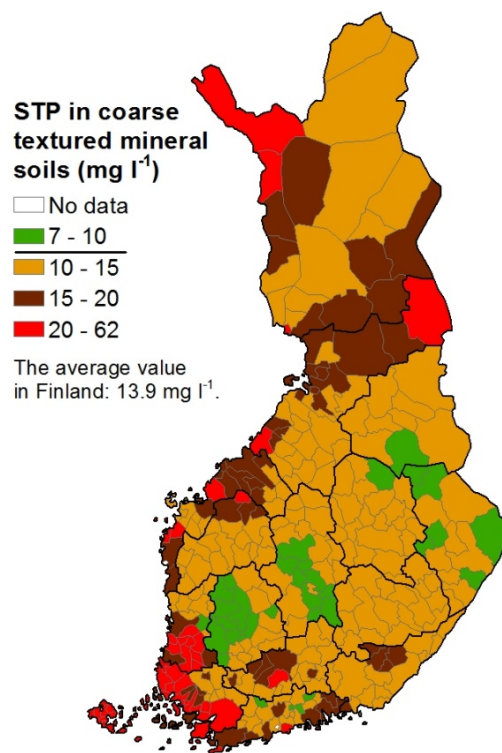 STP in coarse
textured mineral
soils (mg l⁻¹)
No data
7 - 10
10 - 15
15 - 20
20 - 62
The average value
in Finland: 13.9 mg l⁻¹.